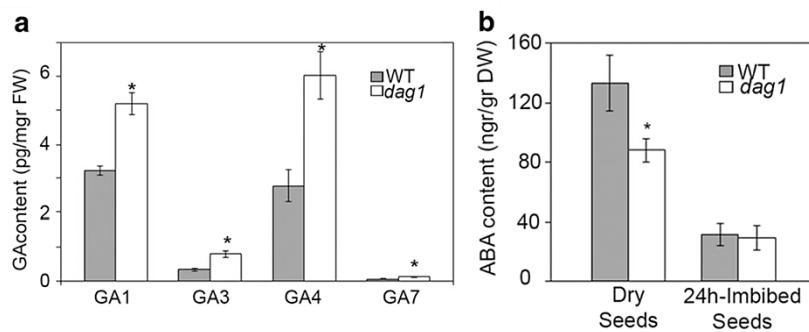 a
GAcontent (pg/mgr FW)
6
4
2
0
*
*
*
*
WT
dag1
GA1 GA3 GA4 GA7
b
ABA content (ngr/gr DW)
160
120
80
40
0
*
WT
dag1
Dry Seeds
24h-Imbibed Seeds